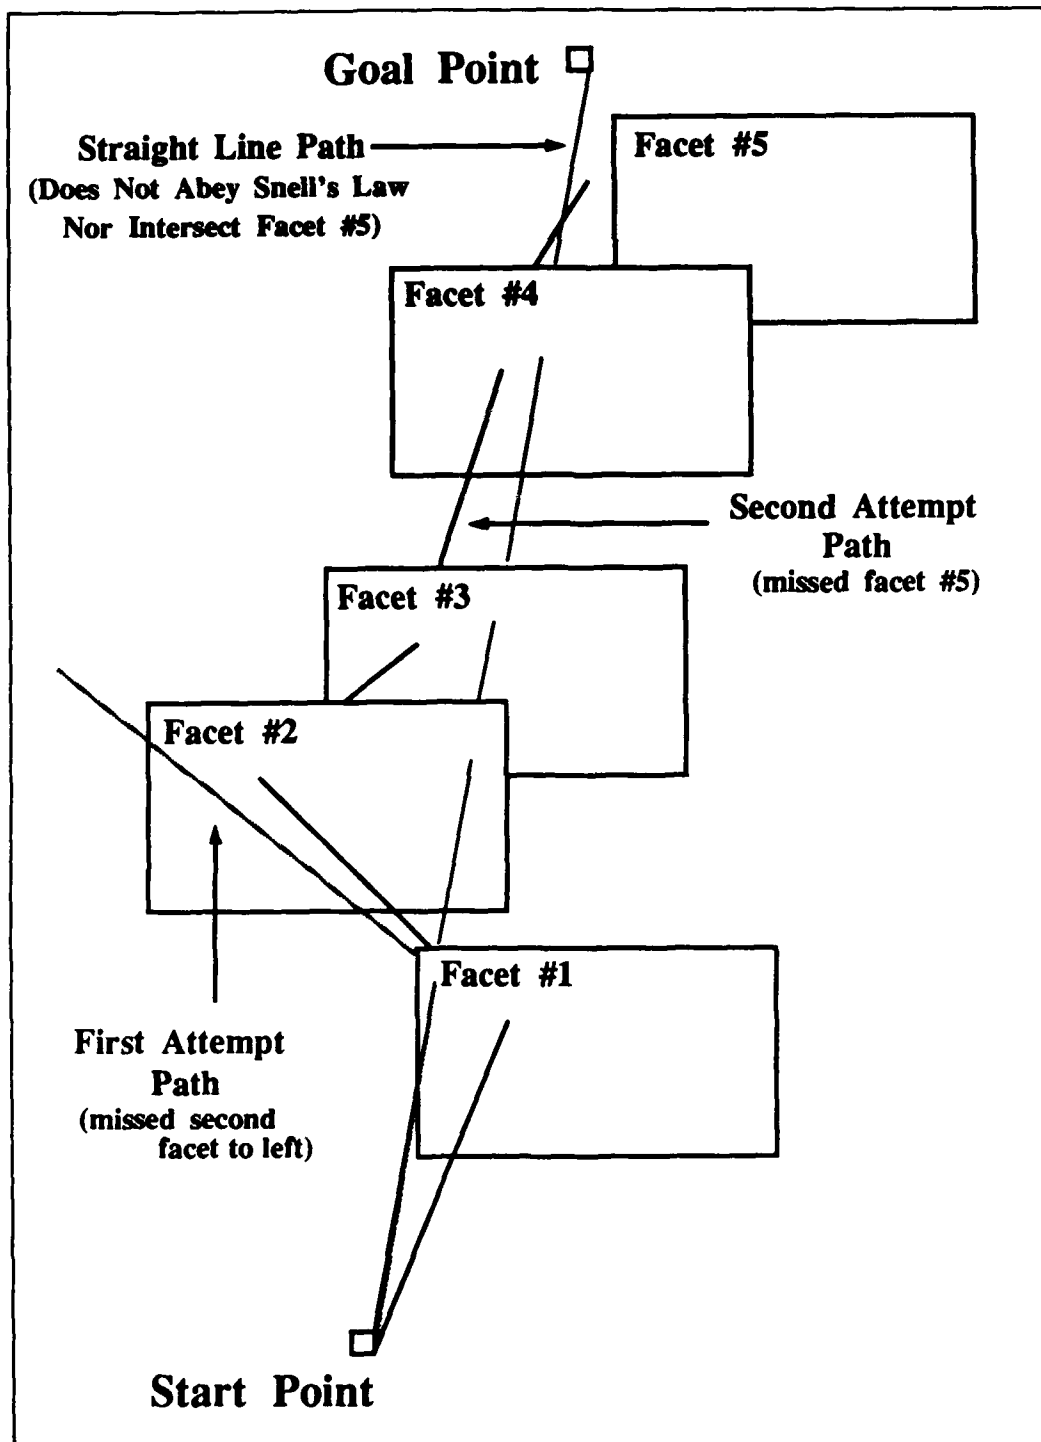 Goal Point
Straight Line Path
(Does Not Abey Snell's Law
Nor Intersect Facet #5)
Facet #5
Facet #4
Second Attempt
Path
(missed facet #5)
Facet #3
Facet #2
Facet #1
First Attempt
Path
(missed second
facet to left)
Start Point